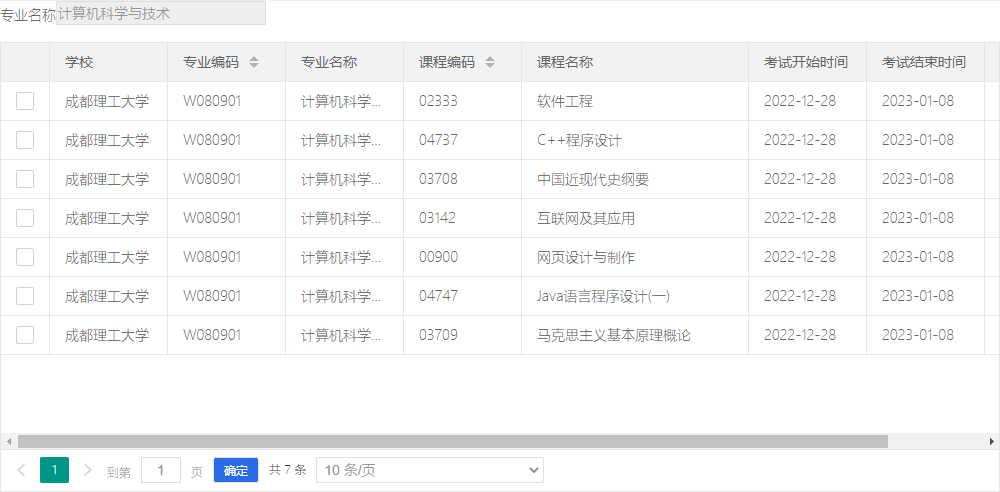 专业名称 计算机科学与技术
学校 专业编码 专业名称 课程编码 课程名称 考试开始时间 考试结束时间
成都理工大学 W080901 计算机科学... 02333 软件工程 2022-12-28 2023-01-08
成都理工大学 W080901 计算机科学... 04737 C++程序设计 2022-12-28 2023-01-08
成都理工大学 W080901 计算机科学... 03708 中国近现代史纲要 2022-12-28 2023-01-08
成都理工大学 W080901 计算机科学... 03142 互联网及其应用 2022-12-28 2023-01-08
成都理工大学 W080901 计算机科学... 00900 网页设计与制作 2022-12-28 2023-01-08
成都理工大学 W080901 计算机科学... 04747 Java语言程序设计(一) 2022-12-28 2023-01-08
成都理工大学 W080901 计算机科学... 03709 马克思主义基本原理概论 2022-12-28 2023-01-08
1 到第 1 页 确定 共 7 条 10 条/页